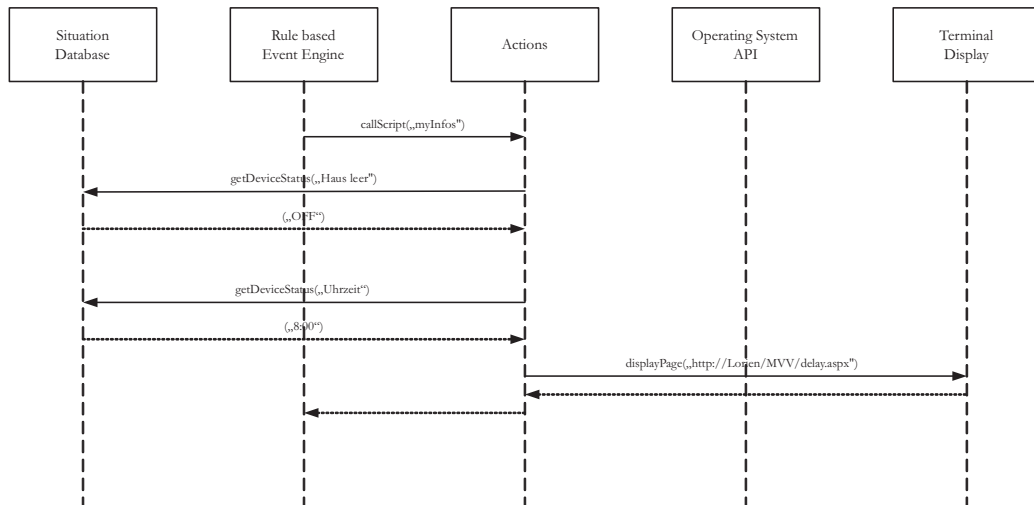 Situation
Database
Rule based
Event Engine
Actions
Operating System
API
Terminal
Display
callScript(„myInfos")
getDeviceStatus(„Haus leer")
(„OFF“)
getDeviceStatus(„Uhrzeit“)
(„8:00“)
displayPage(„http://Lorien/MVV/delay.aspx")